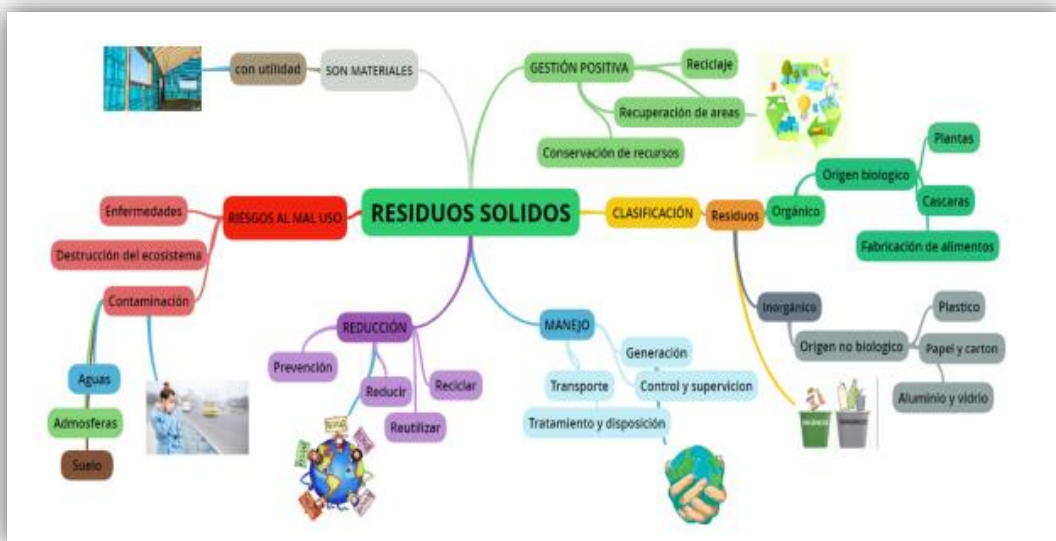 con utilidad
SON MATERIALES
GESTIÓN POSITIVA
Reciclaje
Recuperación de areas
Conservación de recursos
RESIDUOS SOLIDOS
RIESGOS AL MAL USO
Enfermedades
Destrucción del ecosistema
Contaminación
Aguas
Admosferas
Suelo
CLASIFICACIÓN
Residuos
Orgánico
Origen biologico
Plantas
Cascaras
Fabricación de alimentos
Inorgánico
Origen no biologico
Plastico
Papel y carton
Aluminio y vidrio
REDUCCIÓN
Prevención
Reducir
Reciclar
Reutilizar
MANEJO
Generación
Transporte
Control y supervicion
Tratamiento y disposición